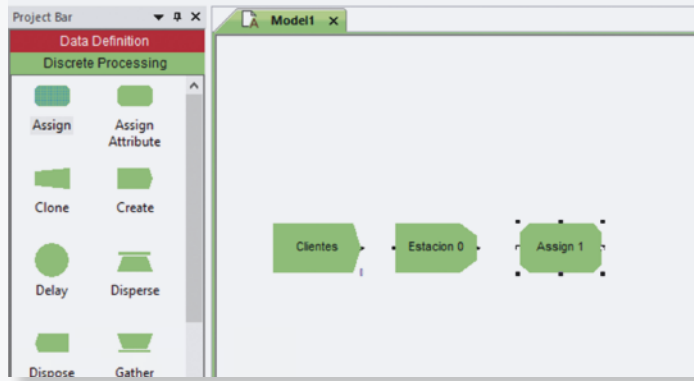 Project Bar
Model1
Data Definition
Discrete Processing
Assign
Assign
Attribute
Clone
Create
Delay
Disperse
Dispose
Gather
Clientes
Estacion 0
Assign 1